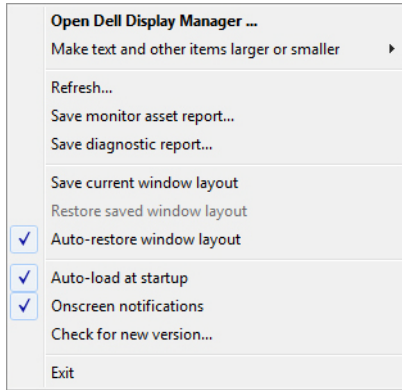 Open Dell Display Manager ...
Make text and other items larger or smaller
Refresh...
Save monitor asset report...
Save diagnostic report...
Save current window layout
Restore saved window layout
Auto-restore window layout
Auto-load at startup
Onscreen notifications
Check for new version...
Exit